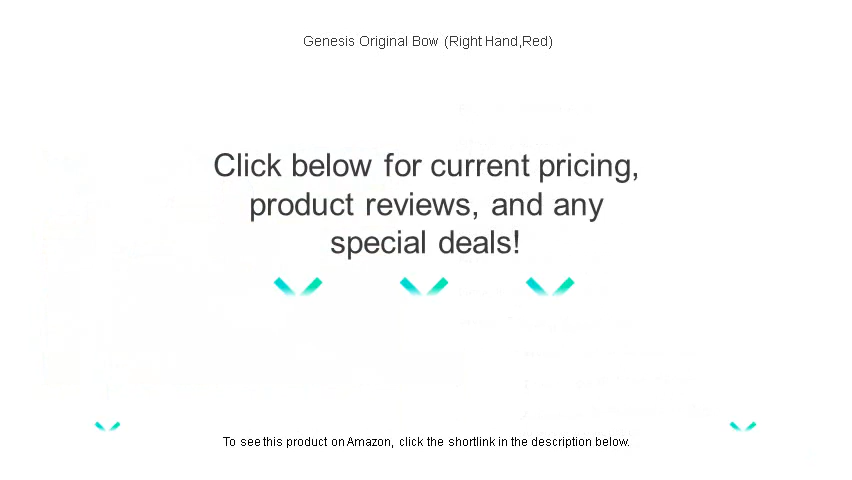 Genesis Original Bow (Right Hand,Red)
Click below for current pricing,
product reviews, and any
special deals!
To see this product on Amazon, click the shortlink in the description below.